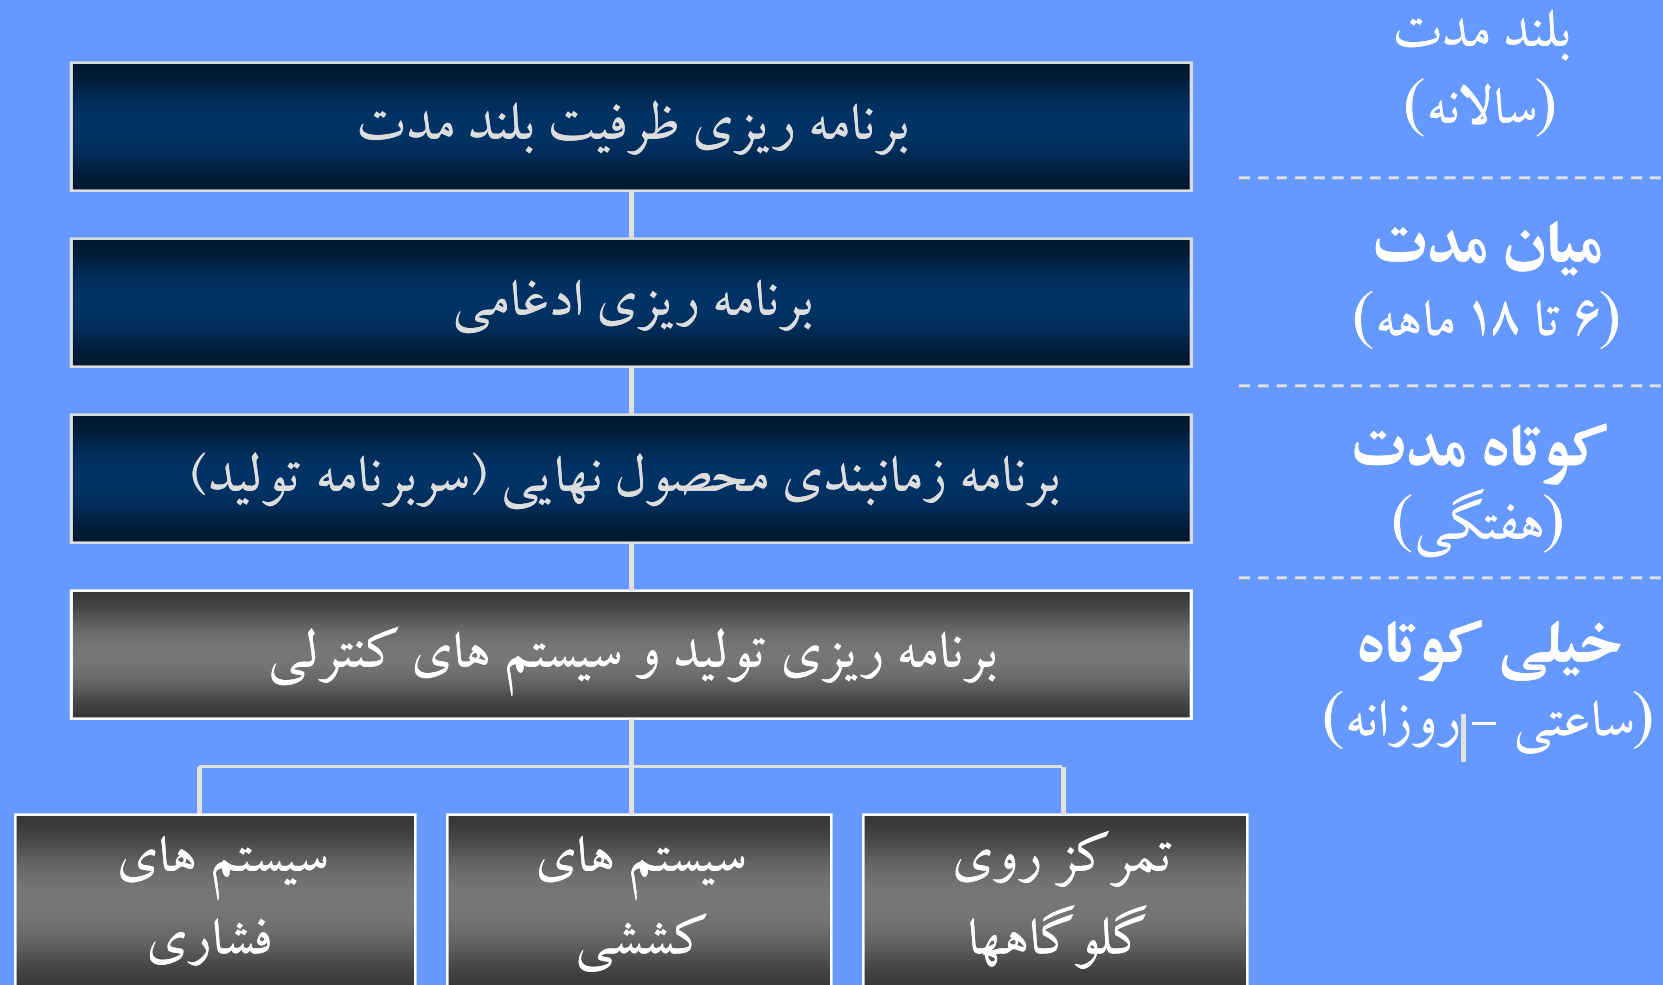 بلند مدت
(سالانه)
برنامه ریزی ظرفیت بلند مدت
میان مدت
(۶ تا ۱۸ ماهه)
برنامه ریزی ادغامی
کوتاه مدت
(هفتگی)
برنامه زمانبندی محصول نهایی (سربرنامه تولید)
خیلی کوتاه
(ساعتی – روزانه)
برنامه ریزی تولید و سیستم های کنترلی
تمرکز روی
گلوگاهها
سیستم های
کششی
سیستم های
فشاری